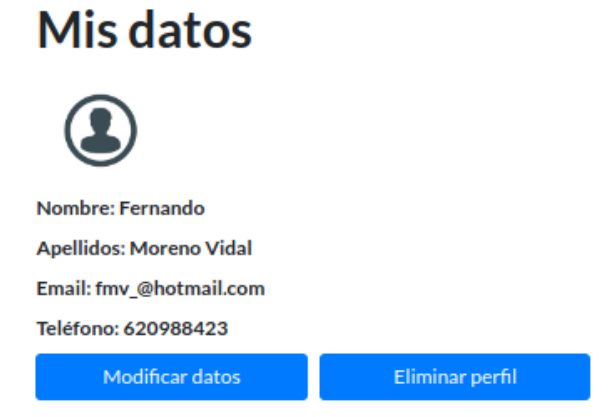 Mis datos
Nombre: Fernando
Apellidos: Moreno Vidal
Email: fmv_@hotmail.com
Teléfono: 620988423
Modificar datos
Eliminar perfil